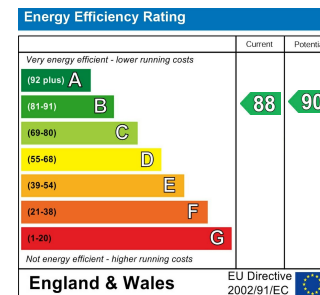 Energy Efficiency Rating
Current Potenti
Very energy efficient - lower running costs
(92 plus) A
(81-91) B
(69-80) C
(55-68) D
(39-54) E
(21-38) F
(1-20) G
88 90
Not energy efficient - higher running costs
England & Wales
EU Directive
2002/91/EC